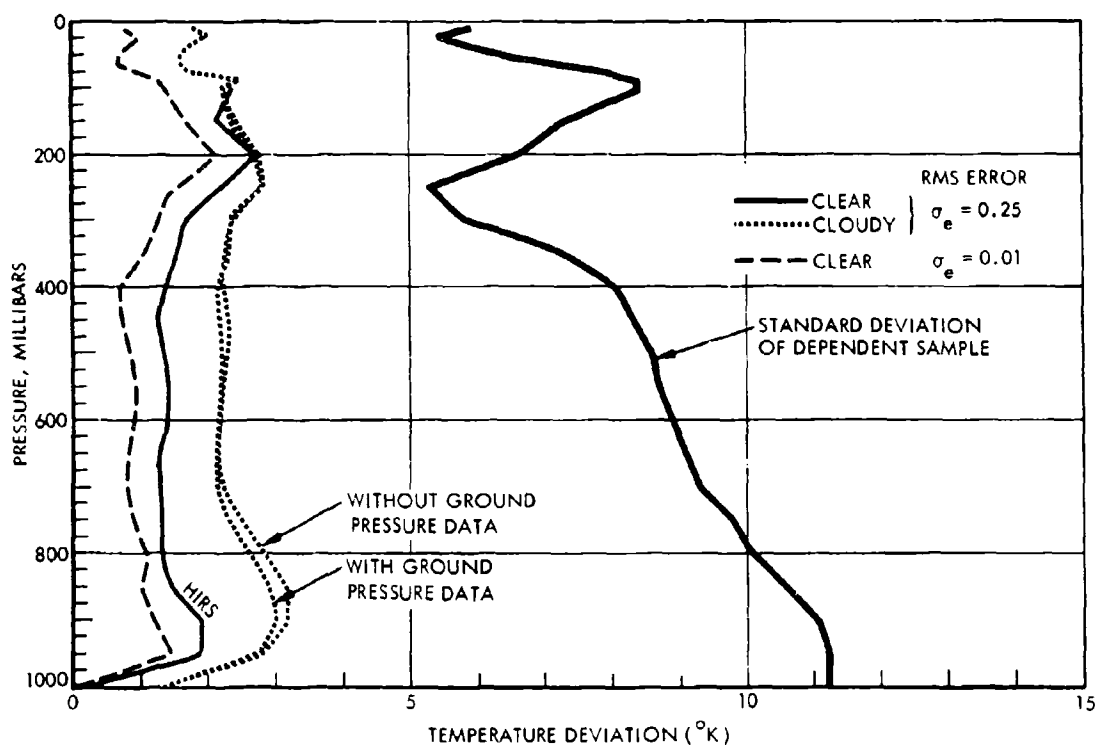 0
200
400
600
800
1000
PRESSURE, MILLIBARS
0
5
10
15
TEMPERATURE DEVIATION (°K)
RMS ERROR
CLEAR
CLOUDY
σe = 0.25
CLEAR σe = 0.01
STANDARD DEVIATION
OF DEPENDENT SAMPLE
WITHOUT GROUND
PRESSURE DATA
WITH GROUND
PRESSURE DATA
HIRS